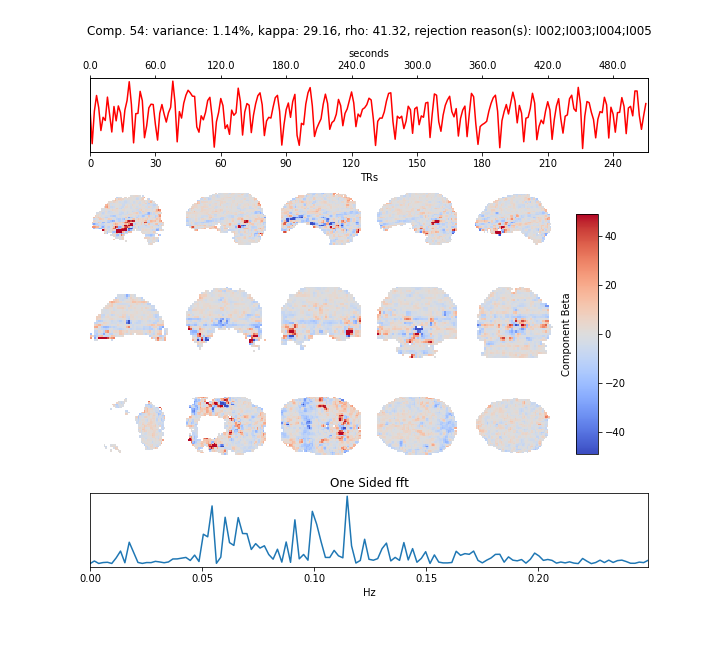 Comp. 54: variance: 1.14%, kappa: 29.16, rho: 41.32, rejection reason(s): I002;I003;I004;I005
seconds
0.0 60.0 120.0 180.0 240.0 300.0 360.0 420.0 480.0
0 30 60 90 120 150 180 210 240
TRs
40
20
0
−20
−40
Component Beta
One Sided fft
0.00 0.05 0.10 0.15 0.20
Hz